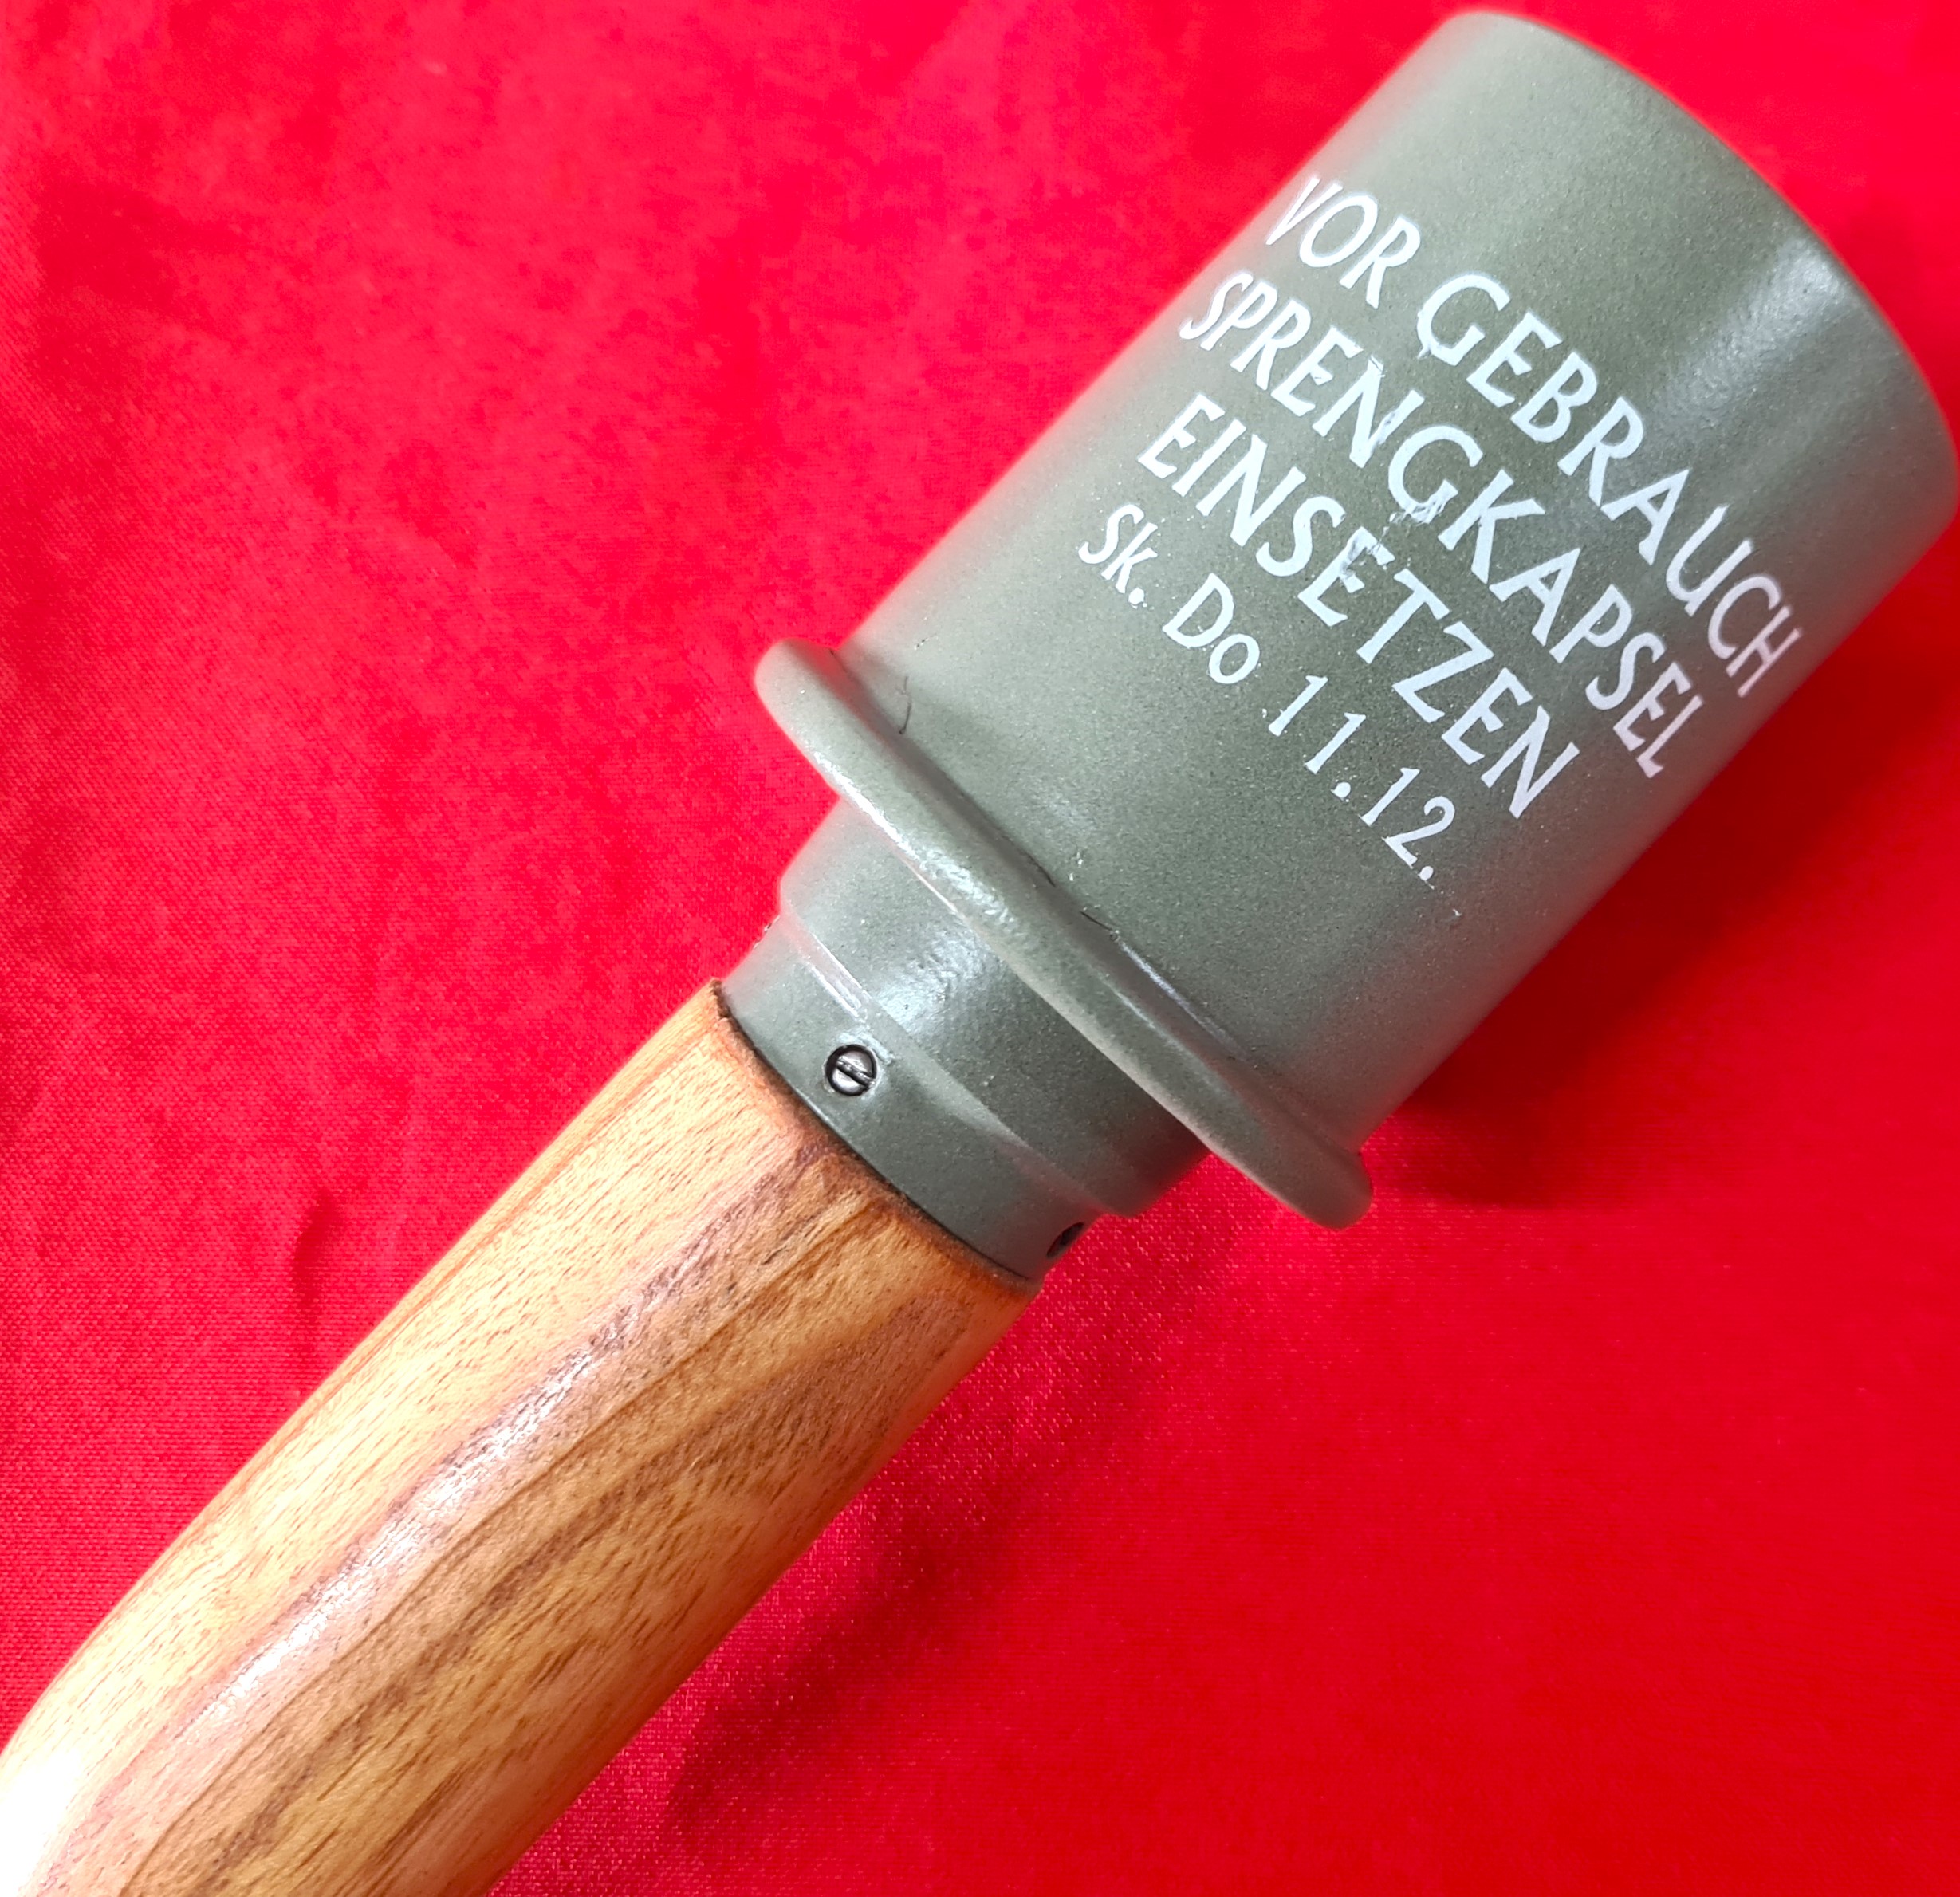 VOR GEBRAUCH
SPRENGKAPSEL
EINSETZEN
Sk. Do 11.12.